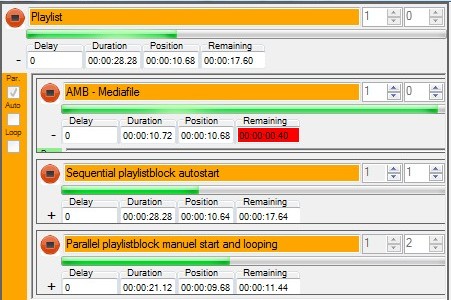 Playlist 1 0
Delay Duration Position Remaining
- 0 00:00:28.28 00:00:10.68 00:00:17.60
Par.
Auto
Loop
AMB - Mediafile 1 0
Delay Duration Position Remaining
- 0 00:00:10.72 00:00:10.68 00:00:00.40
Sequential playlistblock autostart 1 1
Delay Duration Position Remaining
+ 0 00:00:28.28 00:00:10.64 00:00:17.64
Parallel playlistblock manuel start and looping 1 2
Delay Duration Position Remaining
+ 0 00:00:21.12 00:00:09.68 00:00:11.44